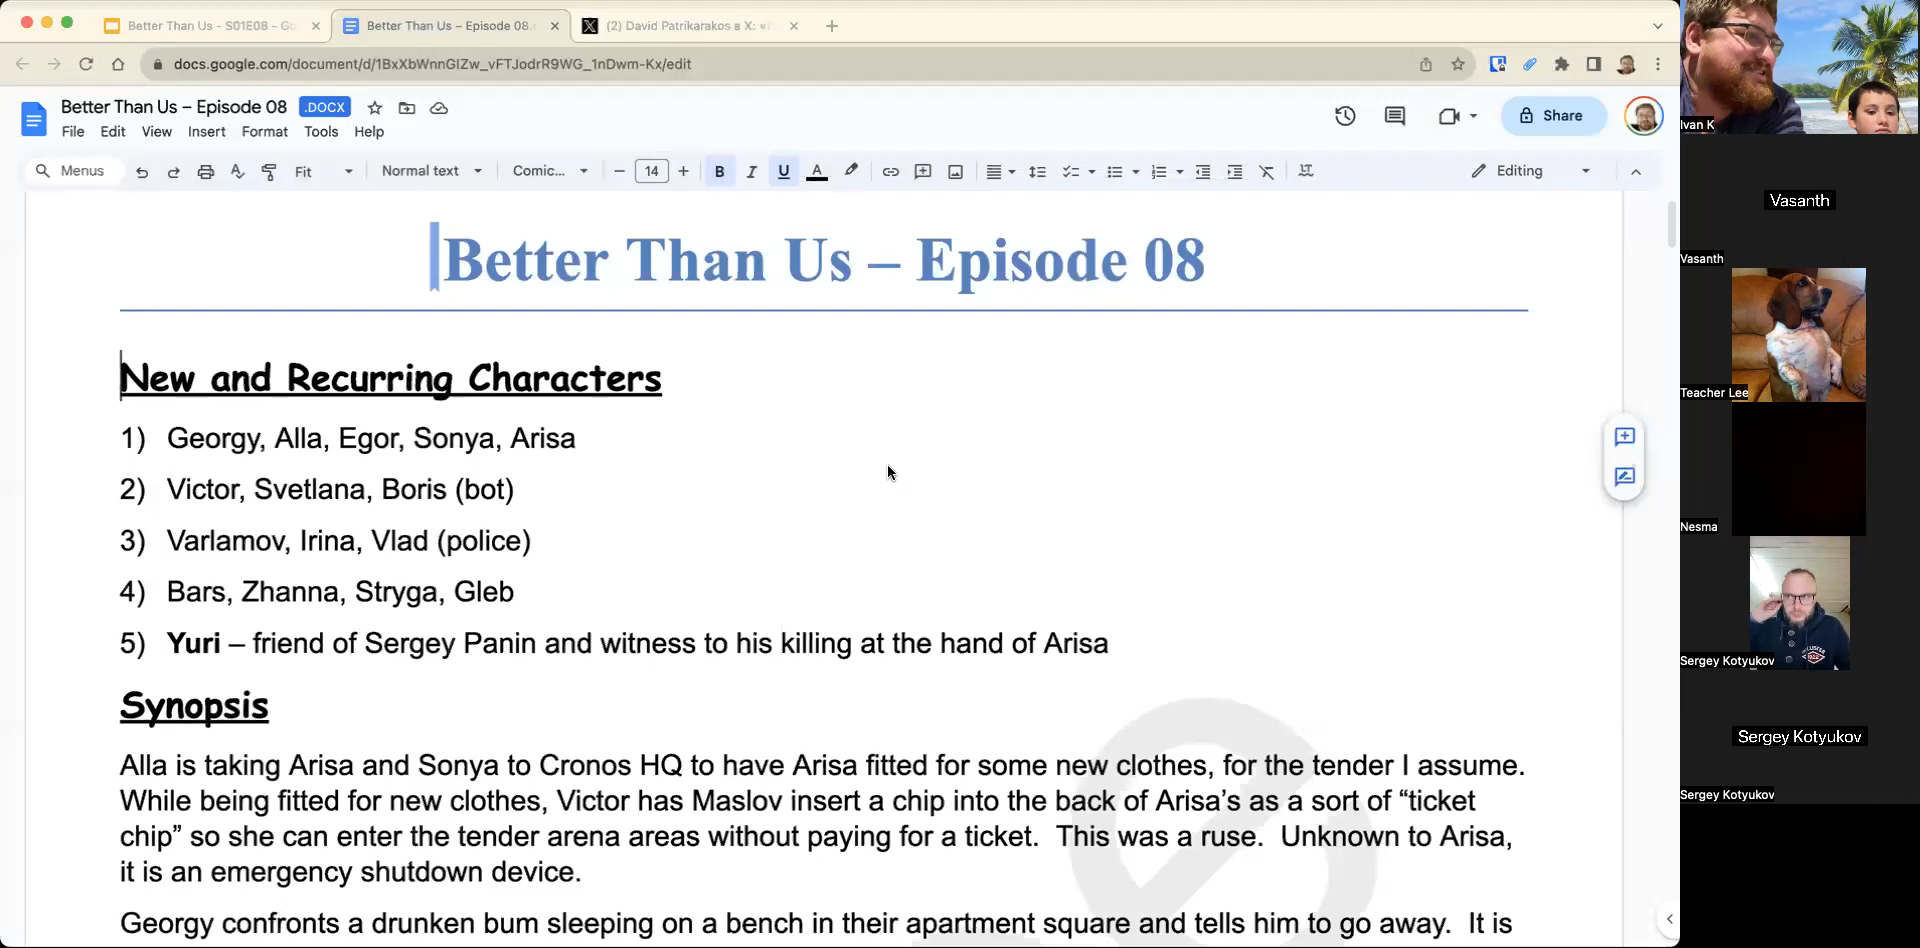 Better Than Us - S01E08 - Go
Better Than Us – Episode 08.
(2) David Patrikarakos в X: «
docs.google.com/document/d/1BxXbWnnGIZw_vFTJodrR9WG_1nDwm-Kx/edit
Better Than Us – Episode 08 .DOCX
File Edit View Insert Format Tools Help
Share
Menus Fit Normal text Comic... 14 B I U A Editing
Better Than Us – Episode 08
New and Recurring Characters
1) Georgy, Alla, Egor, Sonya, Arisa
2) Victor, Svetlana, Boris (bot)
3) Varlamov, Irina, Vlad (police)
4) Bars, Zhanna, Stryga, Gleb
5) Yuri – friend of Sergey Panin and witness to his killing at the hand of Arisa
Synopsis
Alla is taking Arisa and Sonya to Cronos HQ to have Arisa fitted for some new clothes, for the tender I assume.
While being fitted for new clothes, Victor has Maslov insert a chip into the back of Arisa’s as a sort of “ticket
chip” so she can enter the tender arena areas without paying for a ticket.  This was a ruse.  Unknown to Arisa,
it is an emergency shutdown device.
Georgy confronts a drunken bum sleeping on a bench in their apartment square and tells him to go away.  It is
Ivan K
Vasanth
Vasanth
Teacher Lee
Nesma
Sergey Kotyukov
Sergey Kotyukov
Sergey Kotyukov